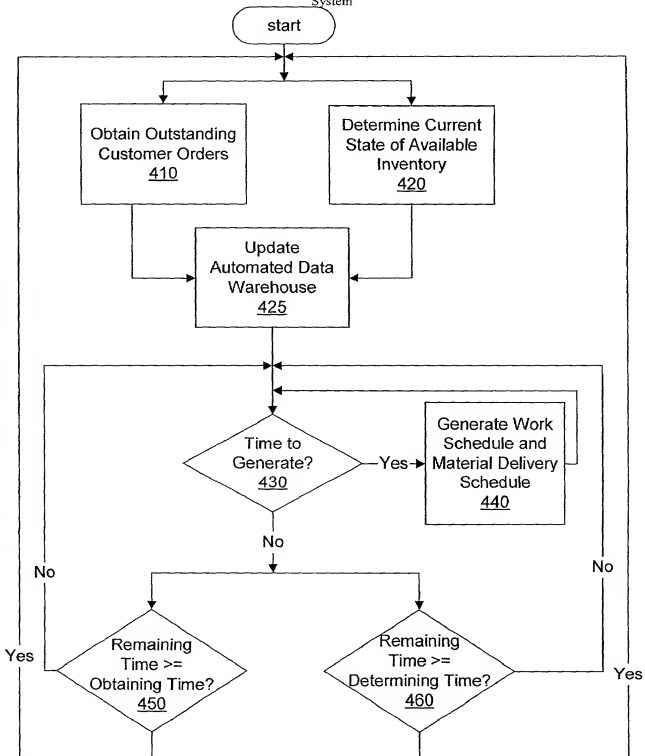 System
start
Obtain Outstanding
Customer Orders
410
Determine Current
State of Available
Inventory
420
Update
Automated Data
Warehouse
425
Time to
Generate?
430
Yes
Generate Work
Schedule and
Material Delivery
Schedule
440
No
No
No
Remaining
Time >=
Obtaining Time?
450
Remaining
Time >=
Determining Time?
460
Yes
Yes